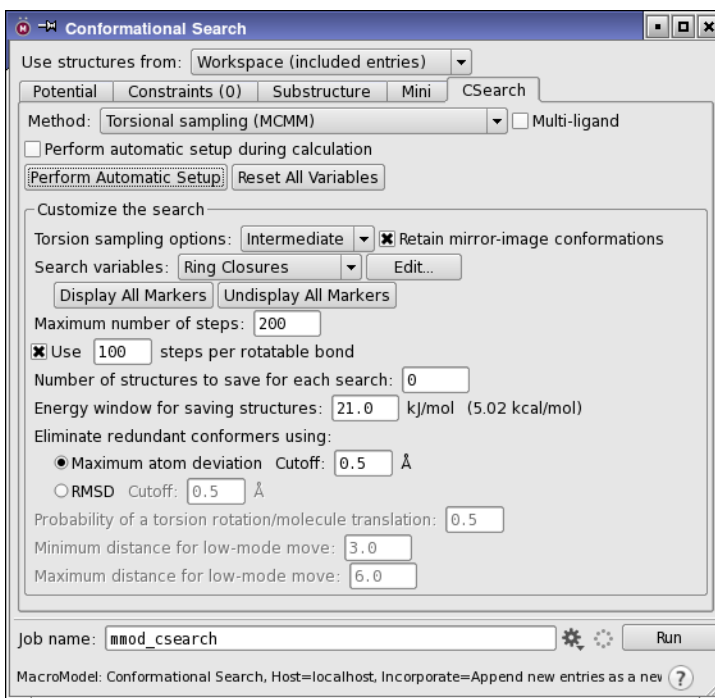 Conformational Search
Use structures from: Workspace (included entries)
Potential Constraints (0) Substructure Mini CSearch
Method: Torsional sampling (MCMM) Multi-ligand
Perform automatic setup during calculation
Perform Automatic Setup Reset All Variables
Customize the search
Torsion sampling options: Intermediate Retain mirror-image conformations
Search variables: Ring Closures Edit...
Display All Markers Undisplay All Markers
Maximum number of steps: 200
Use 100 steps per rotatable bond
Number of structures to save for each search: 0
Energy window for saving structures: 21.0 kJ/mol (5.02 kcal/mol)
Eliminate redundant conformers using:
Maximum atom deviation Cutoff: 0.5 Å
RMSD Cutoff: 0.5 Å
Probability of a torsion rotation/molecule translation: 0.5
Minimum distance for low-mode move: 3.0
Maximum distance for low-mode move: 6.0
Job name: mmod_csearch Run
MacroModel: Conformational Search, Host=localhost, Incorporate=Append new entries as a new ?